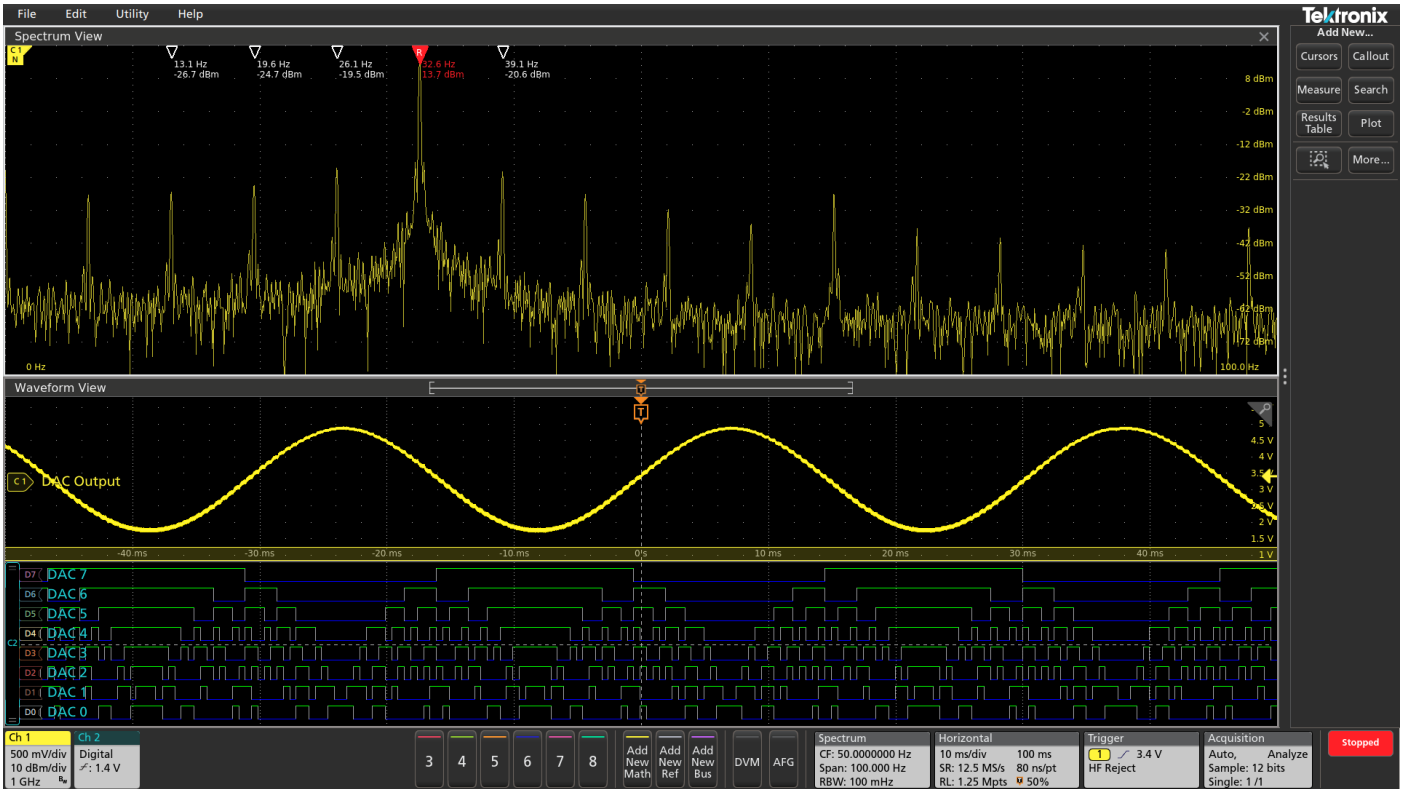 File Edit Utility Help
Tektronix
Add New...
Spectrum View
C 1
N
R
13.1 Hz
-26.7 dBm
19.6 Hz
-24.7 dBm
26.1 Hz
-19.5 dBm
32.6 Hz
13.7 dBm
39.1 Hz
-20.6 dBm
8 dBm
-2 dBm
-12 dBm
-22 dBm
-32 dBm
-42 dBm
-52 dBm
-62 dBm
-72 dBm
0 Hz
100.0 Hz
Cursors Callout
Measure Search
Results
Table
Plot
More...
Waveform View
T
T
5
4.5 V
4 V
3.5
3 V
2.5 V
2 V
1.5 V
1 V
C 1
DAC Output
-40 ms -30 ms -20 ms -10 ms 0 s 10 ms 20 ms 30 ms 40 ms
C2
D7 DAC 7
D6 DAC 6
D5 DAC 5
D4 DAC 4
D3 DAC 3
D2 DAC 2
D1 DAC 1
D0 DAC 0
Ch 1
500 mV/div
10 dBm/div
1 GHz Bw
Ch 2
Digital
: 1.4 V
3 4 5 6 7 8
Add
New
Math
Add
New
Ref
Add
New
Bus
DVM
AFG
Spectrum
CF: 50.0000000 Hz
Span: 100.000 Hz
RBW: 100 mHz
Horizontal
10 ms/div 100 ms
SR: 12.5 MS/s 80 ns/pt
RL: 1.25 Mpts 50%
Trigger
1 3.4 V
HF Reject
Acquisition
Auto, Analyze
Sample: 12 bits
Single: 1 /1
Stopped